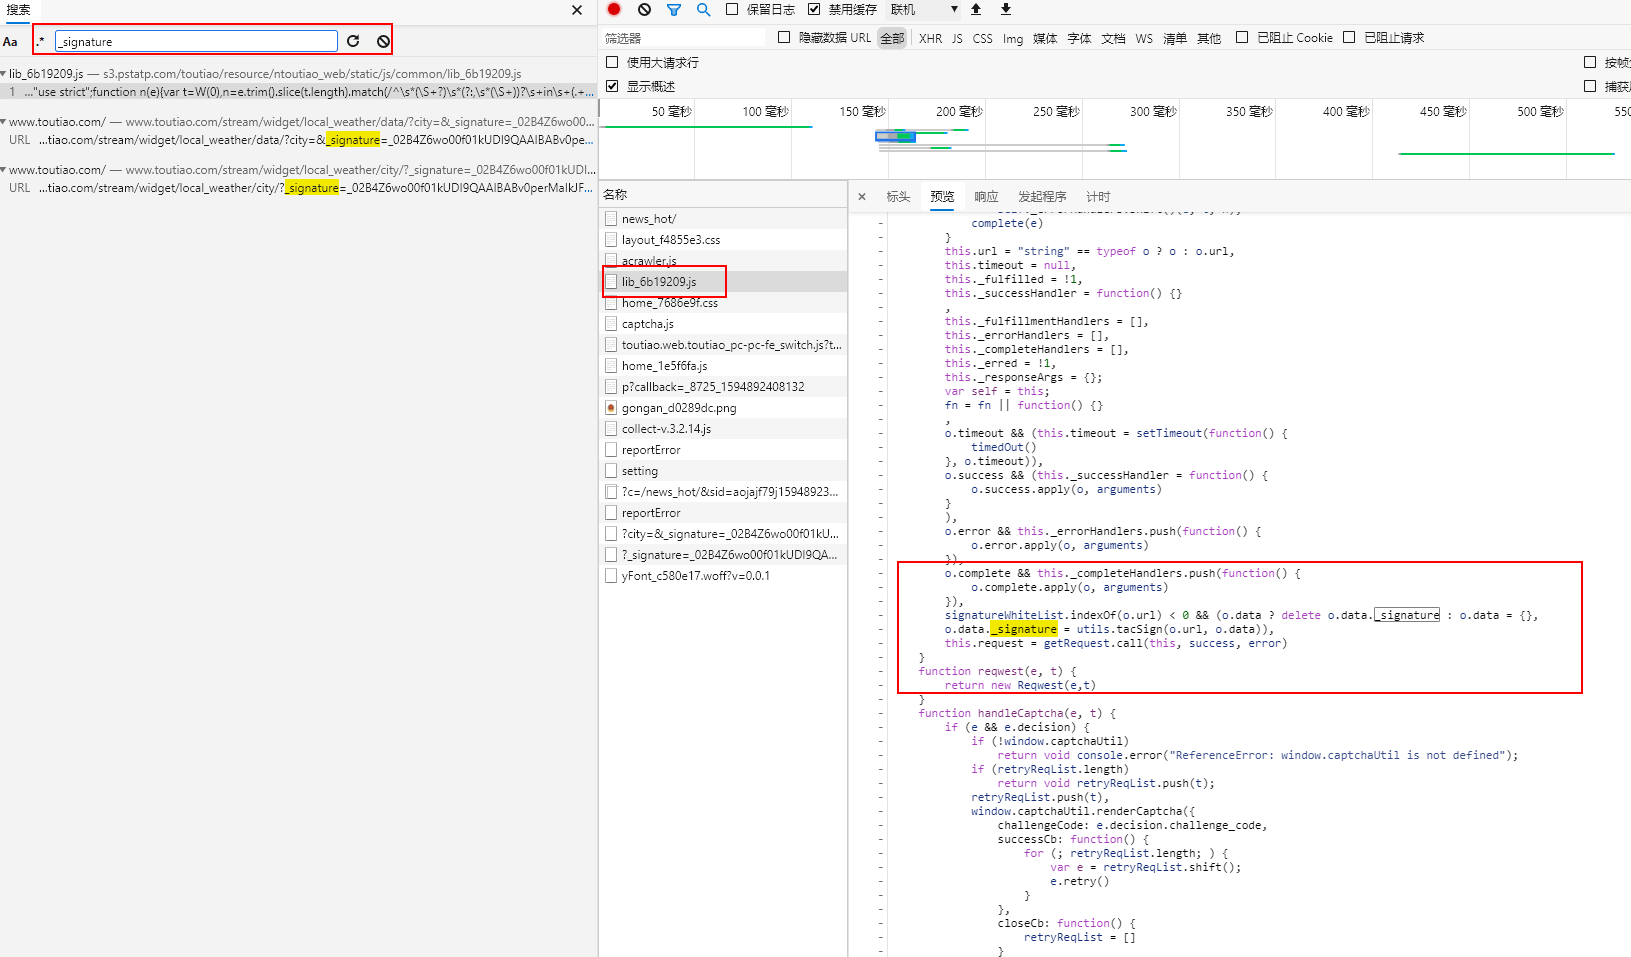 搜索
Aa .* _signature
lib_6b19209.js — s3.pstatp.com/toutiao/resource/ntoutiao_web/static/js/common/lib_6b19209.js
1 ..."use strict";function n(e){var t=W(0),n=e.trim().slice(t.length).match(/^\s*(\S+?)\s*(?:,\s*(\S+))?\s+in\s+(.+...
www.toutiao.com/ — www.toutiao.com/stream/widget/local_weather/data/?city=&_signature=_02B4Z6wo00...
URL ...tiao.com/stream/widget/local_weather/data/?city=&_signature=_02B4Z6wo00f01kUDI9QAAIBABv0pe...
www.toutiao.com/ — www.toutiao.com/stream/widget/local_weather/city/?_signature=_02B4Z6wo00f01kUDI...
URL ...tiao.com/stream/widget/local_weather/city/?_signature=_02B4Z6wo00f01kUDI9QAAIBABv0perMaIkJF...
保留日志 禁用缓存 联机
筛选器 隐藏数据 URL 全部 XHR JS CSS Img 媒体 字体 文档 WS 清单 其他 已阻止 Cookie 已阻止请求
使用大请求行
显示概述
50 毫秒 100 毫秒 150 毫秒 200 毫秒 250 毫秒 300 毫秒 350 毫秒 400 毫秒 450 毫秒 500 毫秒 550
名称
news_hot/
layout_f4855e3.css
acrawler.js
lib_6b19209.js
home_7686e9f.css
captcha.js
toutiao.web.toutiao_pc-pc-fe_switch.js?t...
home_1e5f6fa.js
p?callback=_8725_1594892408132
gongan_d0289dc.png
collect-v.3.2.14.js
reportError
setting
?c=/news_hot/&sid=aojajf79j15948923...
reportError
?city=&_signature=_02B4Z6wo00f01kU...
?_signature=_02B4Z6wo00f01kUDI9QA...
yFont_c580e17.woff?v=0.0.1
标头 预览 响应 发起程序 计时
complete(e)
}
this.url = "string" == typeof o ? o : o.url,
this.timeout = null,
this._fulfilled = !1,
this._successHandler = function() {}
,
this._fulfillmentHandlers = [],
this._errorHandlers = [],
this._completeHandlers = [],
this._erred = !1,
this._responseArgs = {};
var self = this;
fn = fn || function() {}
,
o.timeout && (this.timeout = setTimeout(function() {
timedOut()
}, o.timeout)),
o.success && (this._successHandler = function() {
o.success.apply(o, arguments)
}
),
o.error && this._errorHandlers.push(function() {
o.error.apply(o, arguments)
}),
o.complete && this._completeHandlers.push(function() {
o.complete.apply(o, arguments)
}),
signatureWhiteList.indexOf(o.url) < 0 && (o.data ? delete o.data._signature : o.data = {},
o.data._signature = utils.tacSign(o.url, o.data)),
this.request = getRequest.call(this, success, error)
}
function reqwest(e, t) {
return new Reqwest(e,t)
}
function handleCaptcha(e, t) {
if (e && e.decision) {
if (!window.captchaUtil)
return void console.error("ReferenceError: window.captchaUtil is not defined");
if (retryReqList.length)
return void retryReqList.push(t);
retryReqList.push(t),
window.captchaUtil.renderCaptcha({
challengeCode: e.decision.challenge_code,
successCb: function() {
for (; retryReqList.length; ) {
var e = retryReqList.shift();
e.retry()
}
},
closeCb: function() {
retryReqList = []
}